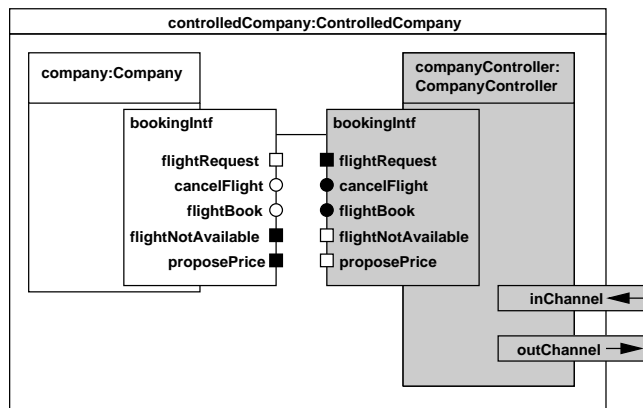 controlledCompany:ControlledCompany
company:Company
companyController:
CompanyController
bookingIntf
flightRequest
cancelFlight
flightBook
flightNotAvailable
proposePrice
bookingIntf
flightRequest
cancelFlight
flightBook
flightNotAvailable
proposePrice
inChannel
outChannel